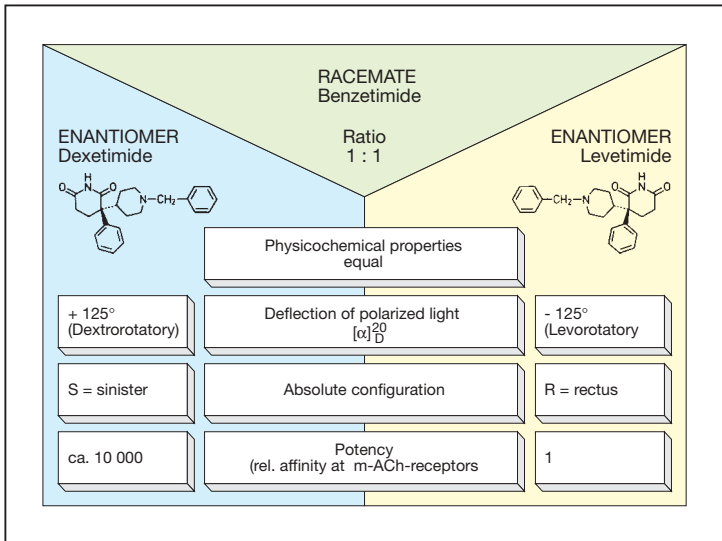 RACEMATE
Benzetimide
Ratio
1 : 1
ENANTIOMER
Dexetimide
ENANTIOMER
Levetimide
H
O N O
N CH₂
H
N CH₂
O N O
Physicochemical properties
equal
+ 125°
(Dextrorotatory)
Deflection of polarized light
[α]20D
- 125°
(Levorotatory
S = sinister
Absolute configuration
R = rectus
ca. 10 000
Potency
(rel. affinity at m-ACh-receptors
1